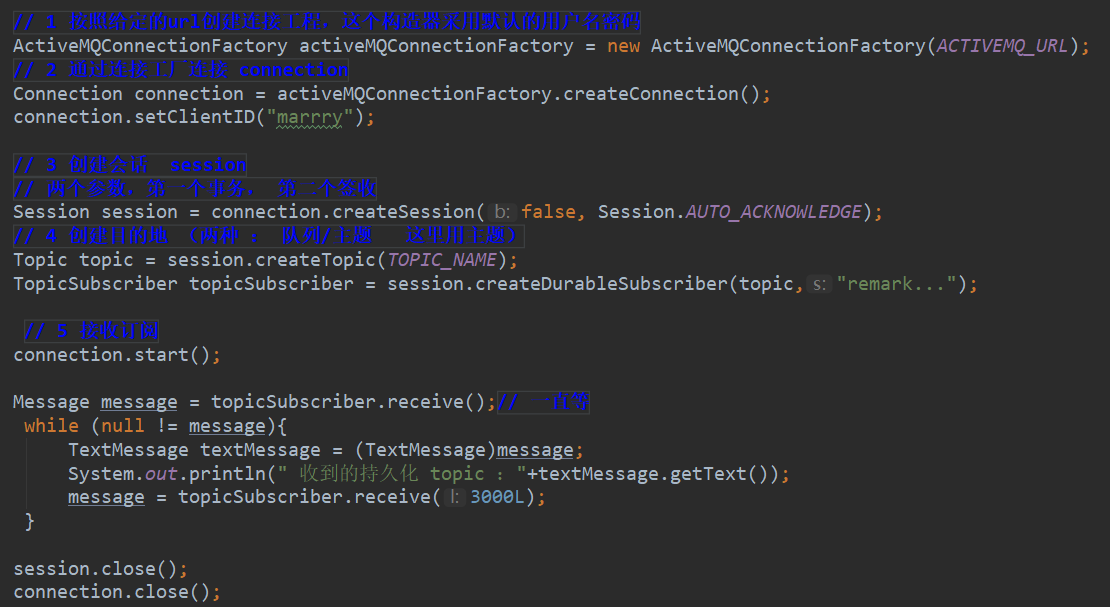 // 1 按照给定的url创建连接工程，这个构造器采用默认的用户名密码
ActiveMQConnectionFactory activeMQConnectionFactory = new ActiveMQConnectionFactory(ACTIVEMQ_URL);
// 2 通过连接工厂连接 connection
Connection connection = activeMQConnectionFactory.createConnection();
connection.setClientID("marrry");
// 3 创建会话  session
// 两个参数，第一个事务， 第二个签收
Session session = connection.createSession( b: false, Session.AUTO_ACKNOWLEDGE);
// 4 创建目的地 （两种 ： 队列/主题   这里用主题）
Topic topic = session.createTopic(TOPIC_NAME);
TopicSubscriber topicSubscriber = session.createDurableSubscriber(topic, s: "remark...");
// 5 接收订阅
connection.start();
Message message = topicSubscriber.receive();// 一直等
while (null != message){
TextMessage textMessage = (TextMessage)message;
System.out.println(" 收到的持久化 topic ："+textMessage.getText());
message = topicSubscriber.receive( l: 3000L);
}
session.close();
connection.close();